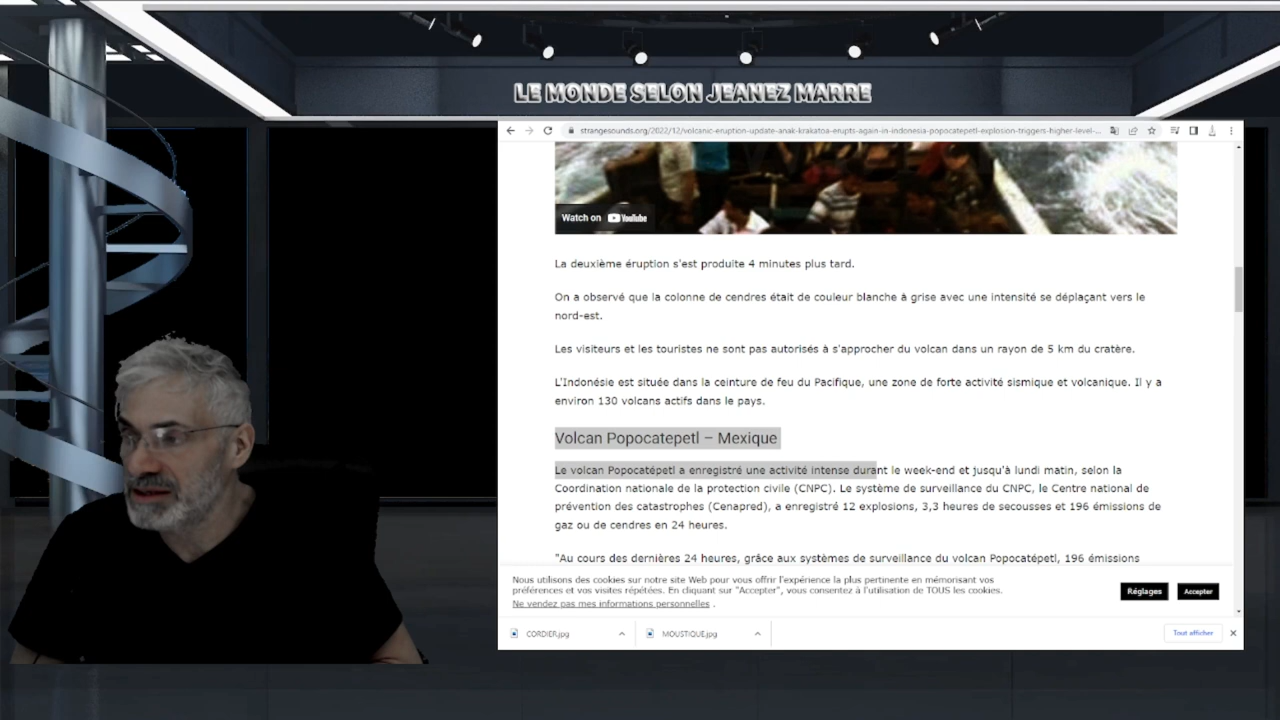 LE MONDE SELON JEANEZ MARRE
strangesounds.org/2022/12/volcanic-eruption-update-anak-krakatoa-erupts-again-in-indonesia-popocatepetl-explosion-triggers-higher-level-...
Watch on YouTube
La deuxième éruption s'est produite 4 minutes plus tard.
On a observé que la colonne de cendres était de couleur blanche à grise avec une intensité se déplaçant vers le
nord-est.
Les visiteurs et les touristes ne sont pas autorisés à s'approcher du volcan dans un rayon de 5 km du cratère.
L'Indonésie est située dans la ceinture de feu du Pacifique, une zone de forte activité sismique et volcanique. Il y a
environ 130 volcans actifs dans le pays.
Volcan Popocatepetl – Mexique
Le volcan Popocatépetl a enregistré une activité intense durant le week-end et jusqu'à lundi matin, selon la
Coordination nationale de la protection civile (CNPC). Le système de surveillance du CNPC, le Centre national de
prévention des catastrophes (Cenapred), a enregistré 12 explosions, 3,3 heures de secousses et 196 émissions de
gaz ou de cendres en 24 heures.
"Au cours des dernières 24 heures, grâce aux systèmes de surveillance du volcan Popocatépetl, 196 émissions
Nous utilisons des cookies sur notre site Web pour vous offrir l'expérience la plus pertinente en mémorisant vos
préférences et vos visites répétées. En cliquant sur "Accepter", vous consentez à l'utilisation de TOUS les cookies.
Ne vendez pas mes informations personnelles .
Réglages Accepter
CORDIER.jpg MOUSTIQUE.jpg Tout afficher